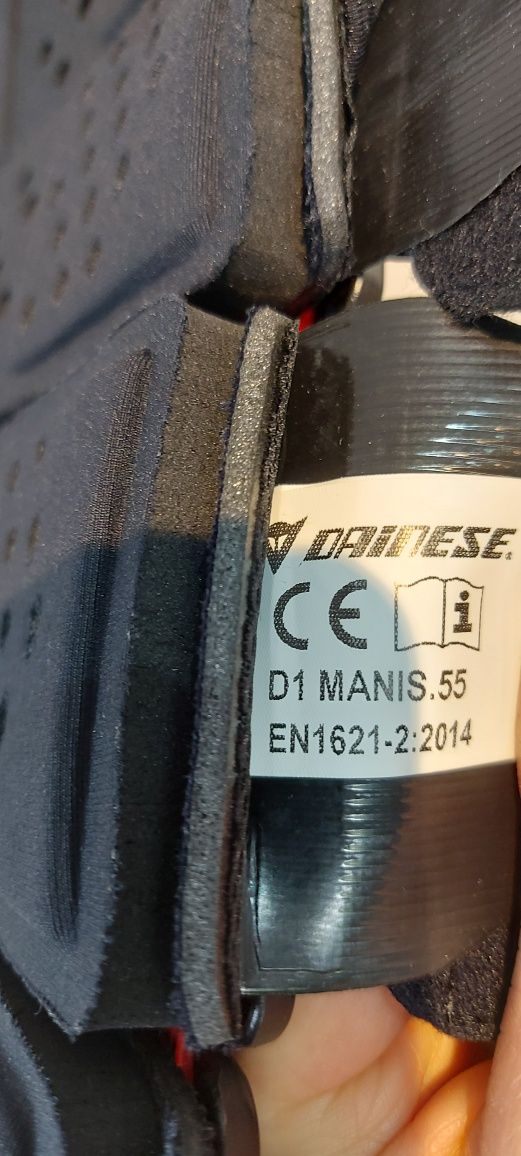 DAINESE
CE
i
D1 MANIS.55
EN1621-2:2014